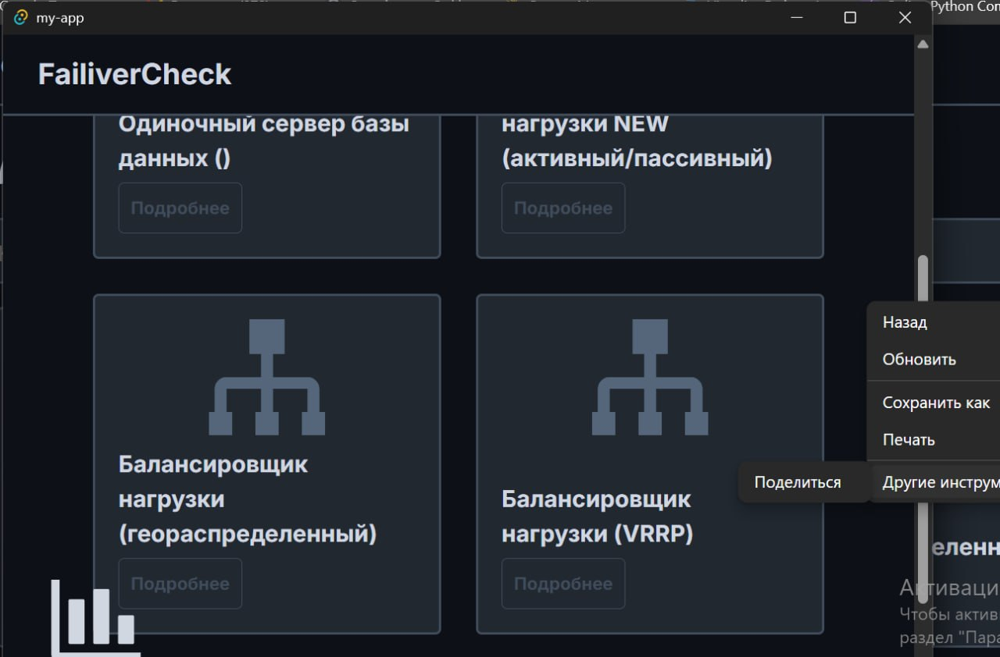 Python Con
my-app
FailiverCheck
Одиночный сервер базы
данных ()
Подробнее
нагрузки NEW
(активный/пассивный)
Подробнее
Балансировщик
нагрузки
(геораспределенный)
Подробнее
Балансировщик
нагрузки (VRRP)
Подробнее
Назад
Обновить
Сохранить как
Печать
Другие инструм
Поделиться
еленн
Активаци
Чтобы актив
раздел "Пара